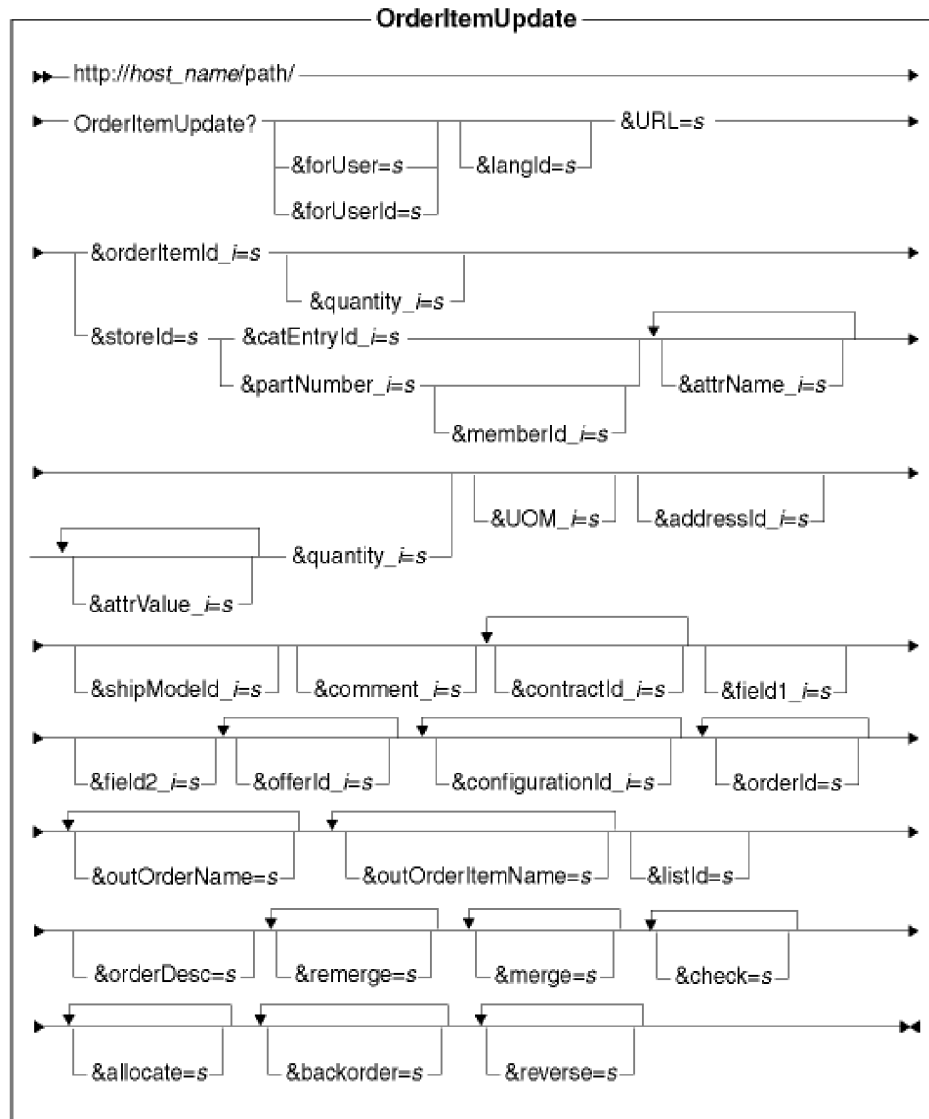 OrderItemUpdate
http://host_name/path/
OrderItemUpdate? &URL=s
&forUser=s &langId=s
&forUserId=s
&orderItemId_i=s
&quantity_i=s
&storeId=s &catEntryId_i=s
&partNumber_i=s &attrName_i=s
&memberId_i=s
&UOM_i=s &addressId_i=s
&quantity_i=s
&attrValue_i=s
&shipModeId_i=s &comment_i=s &contractId_i=s &field1_i=s
&field2_i=s &offerId_i=s &configurationId_i=s &orderId=s
&outOrderName=s &outOrderItemName=s &listId=s
&orderDesc=s &remerge=s &merge=s &check=s
&allocate=s &backorder=s &reverse=s